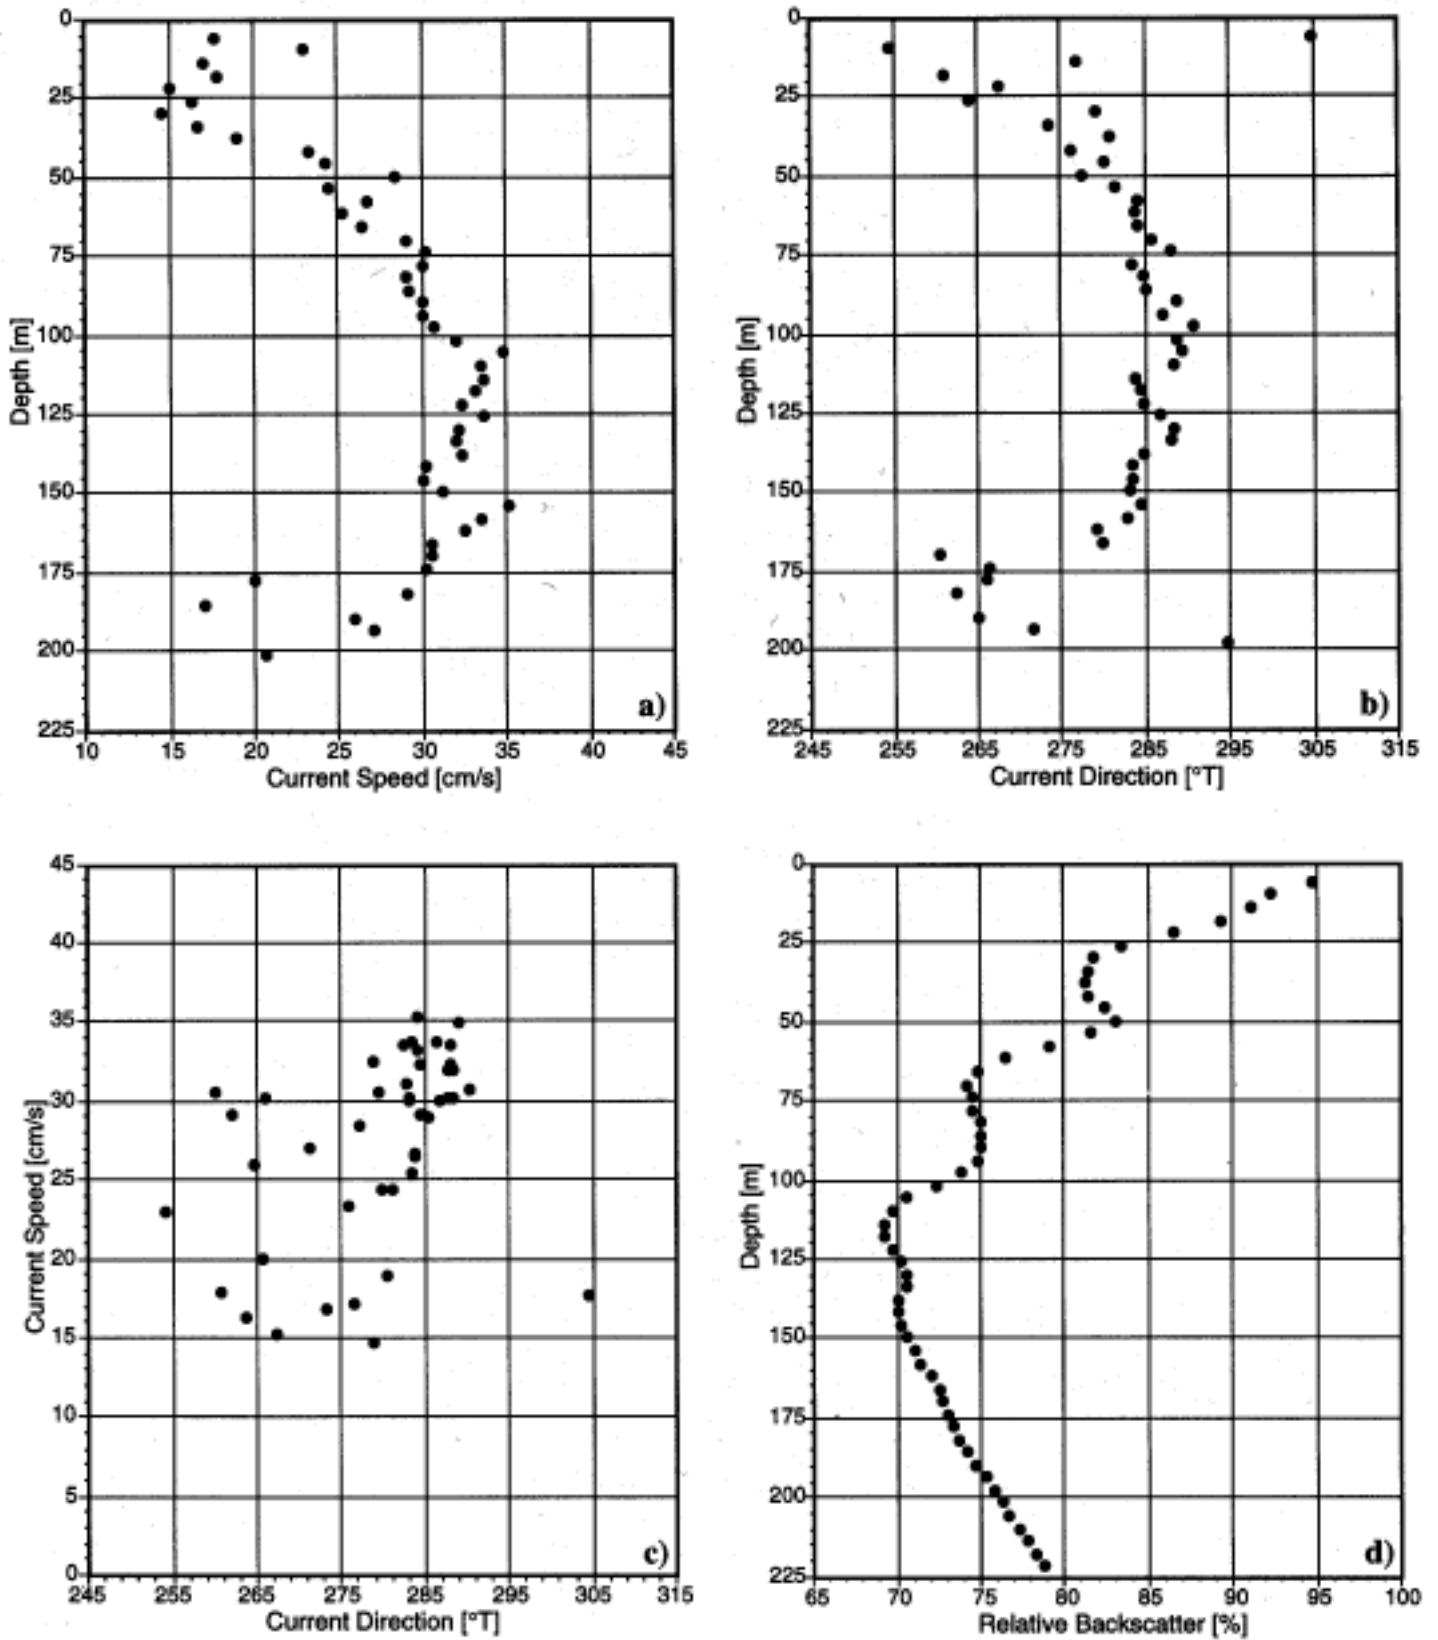 0
25
50
75
100
125
150
175
200
225
Depth [m]
10 15 20 25 30 35 40 45
Current Speed [cm/s]
a)
0
25
50
75
100
125
150
175
200
225
Depth [m]
245 255 265 275 285 295 305 315
Current Direction [°T]
b)
45
40
35
30
25
20
15
10
5
0
Current Speed [cm/s]
245 255 265 275 285 295 305 315
Current Direction [°T]
c)
0
25
50
75
100
125
150
175
200
225
Depth [m]
65 70 75 80 85 90 95 100
Relative Backscatter [%]
d)